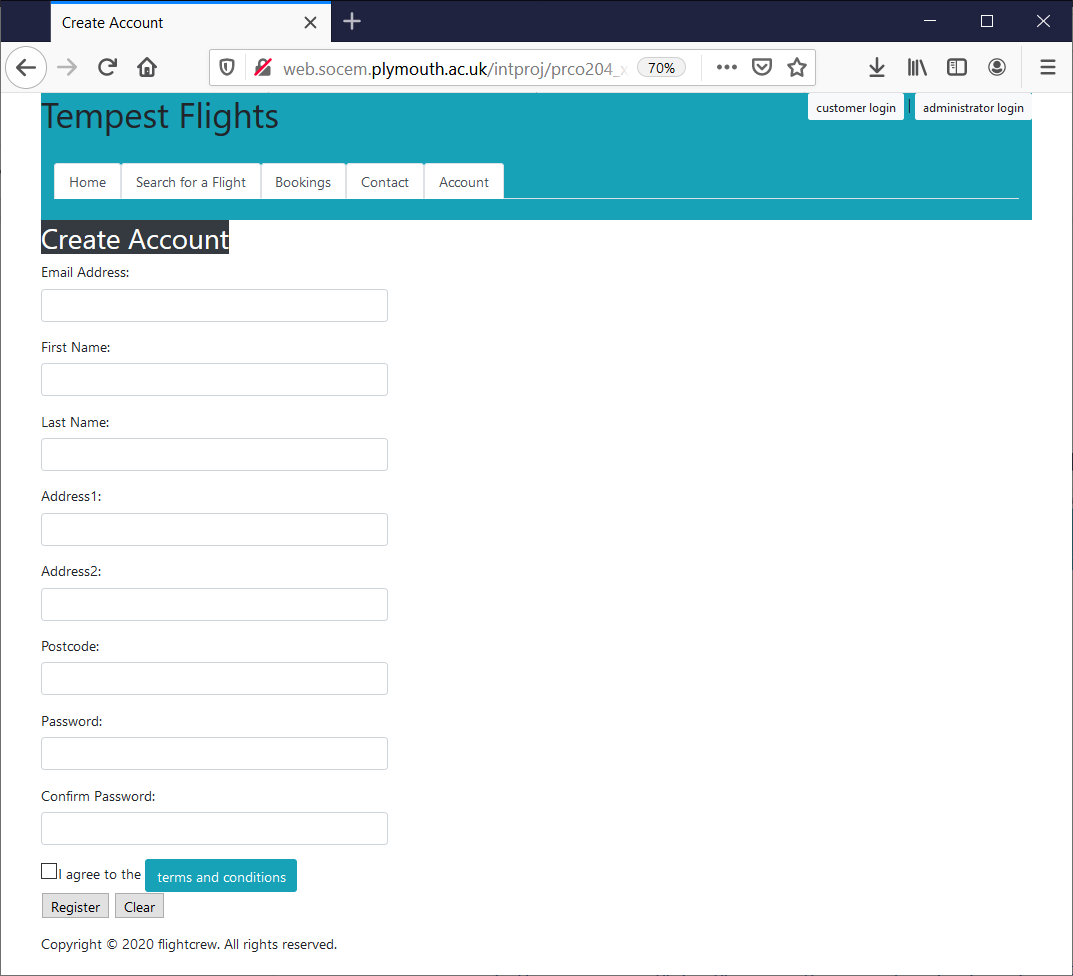 Create Account
web.socem.plymouth.ac.uk/intproj/prco204_ 70%
Tempest Flights
customer login | administrator login
Home Search for a Flight Bookings Contact Account
Create Account
Email Address:
First Name:
Last Name:
Address1:
Address2:
Postcode:
Password:
Confirm Password:
I agree to the terms and conditions
Register Clear
Copyright © 2020 flightcrew. All rights reserved.